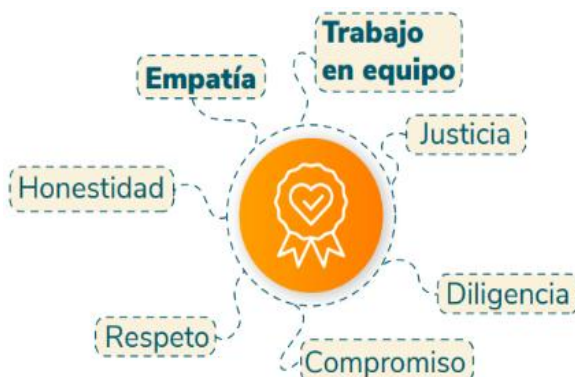 Trabajo
en equipo
Empatía
Justicia
Honestidad
Diligencia
Respeto
Compromiso